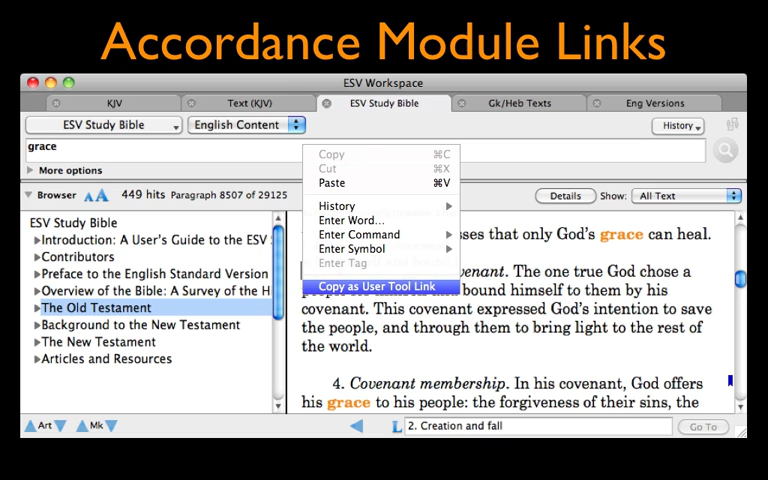 Accordance Module Links
ESV Workspace
KJV
Text (KJV)
ESV Study Bible
Gk/Heb Texts
Eng Versions
ESV Study Bible
English Content
History
grace
More options
Browser AA 449 hits Paragraph 8507 of 29125
Details
Show: All Text
ESV Study Bible
Introduction: A User's Guide to the ESV
Contributors
Preface to the English Standard Version
Overview of the Bible: A Survey of the H
The Old Testament
Background to the New Testament
The New Testament
Articles and Resources
Copy ⌘C
Cut ⌘X
Paste ⌘V
History
Enter Word...
Enter Command
Enter Symbol
Enter Tag
Copy as User Tool Link
that only God's grace can heal.
The one true God chose a
bound himself to them by his
covenant. This covenant expressed God's intention to save
the people, and through them to bring light to the rest of
the world.
4. Covenant membership. In his covenant, God offers
his grace to his people: the forgiveness of their sins, the
Art
Mk
L 2. Creation and fall
Go To